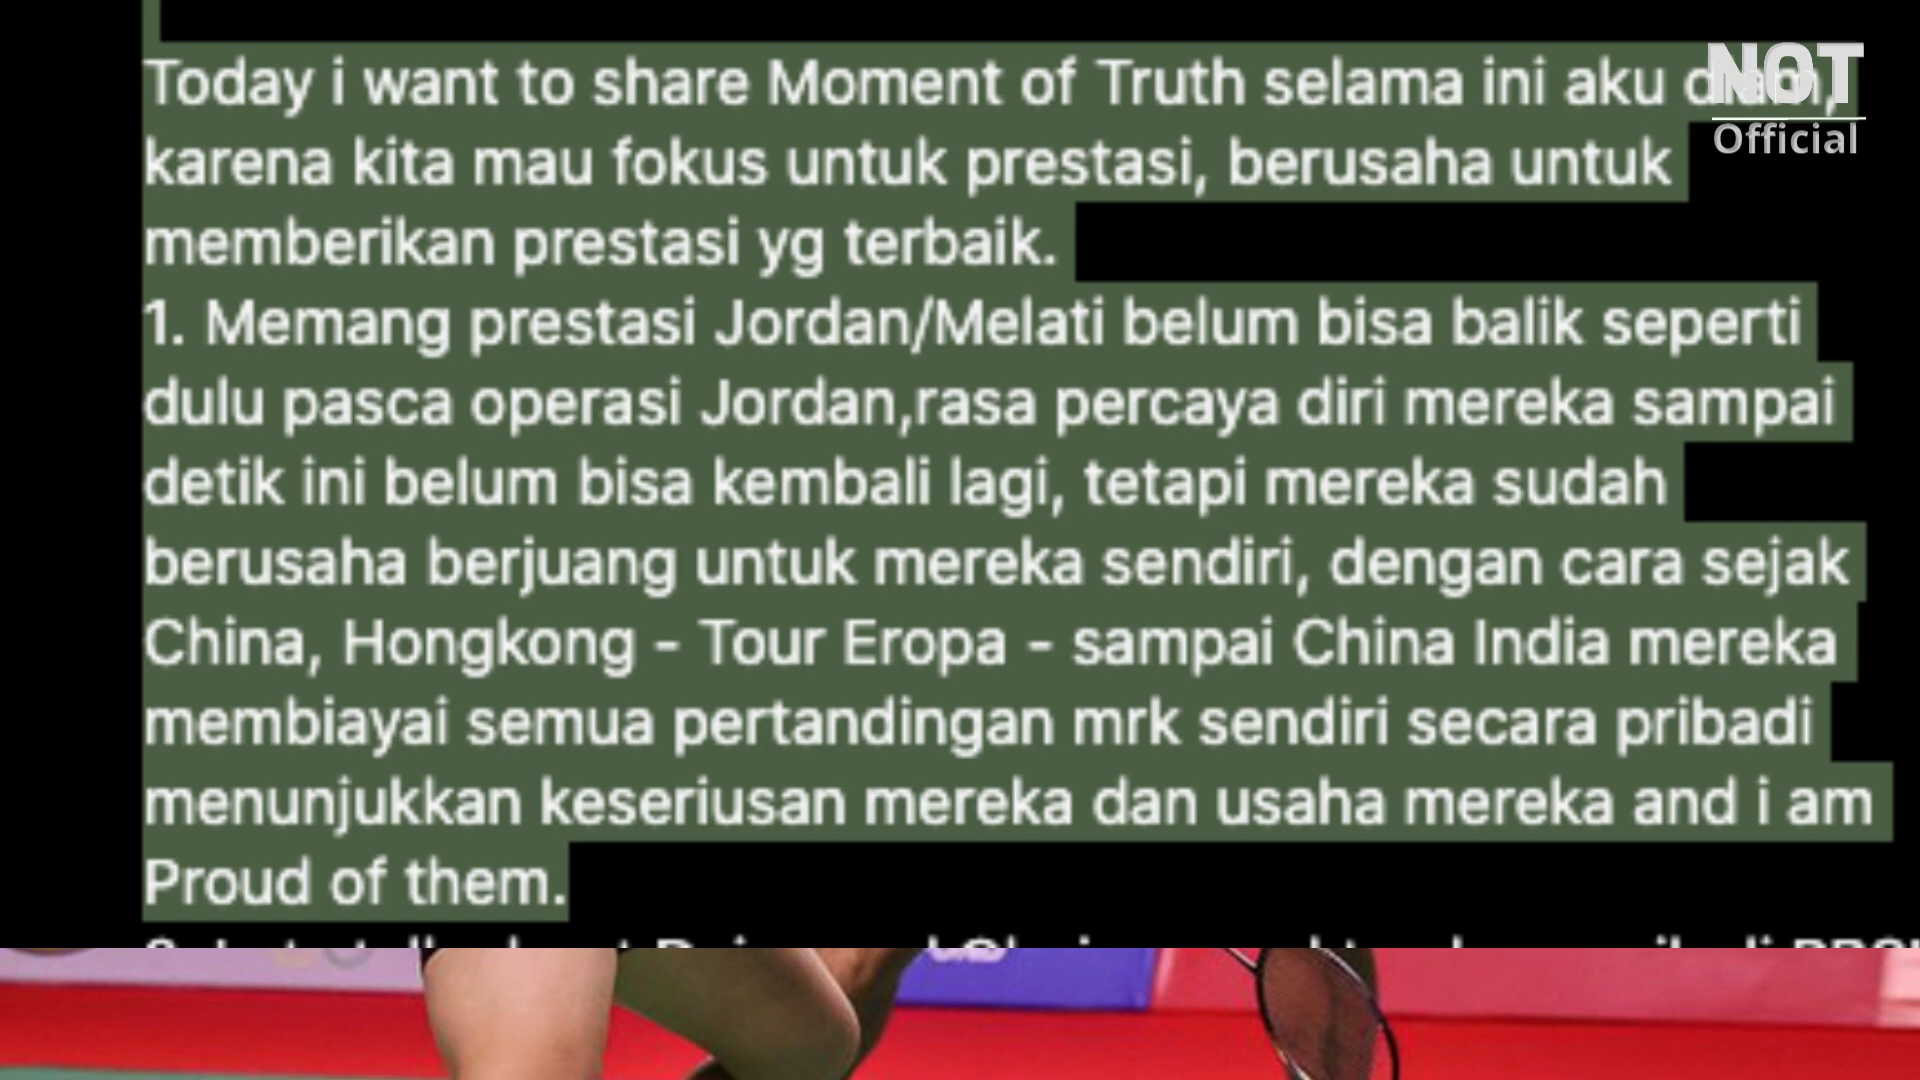 Today i want to share Moment of Truth selama ini aku diam,
karena kita mau fokus untuk prestasi, berusaha untuk
memberikan prestasi yg terbaik.
1. Memang prestasi Jordan/Melati belum bisa balik seperti
dulu pasca operasi Jordan,rasa percaya diri mereka sampai
detik ini belum bisa kembali lagi, tetapi mereka sudah
berusaha berjuang untuk mereka sendiri, dengan cara sejak
China, Hongkong - Tour Eropa - sampai China India mereka
membiayai semua pertandingan mrk sendiri secara pribadi
menunjukkan keseriusan mereka dan usaha mereka and i am
Proud of them.
NOT
Official